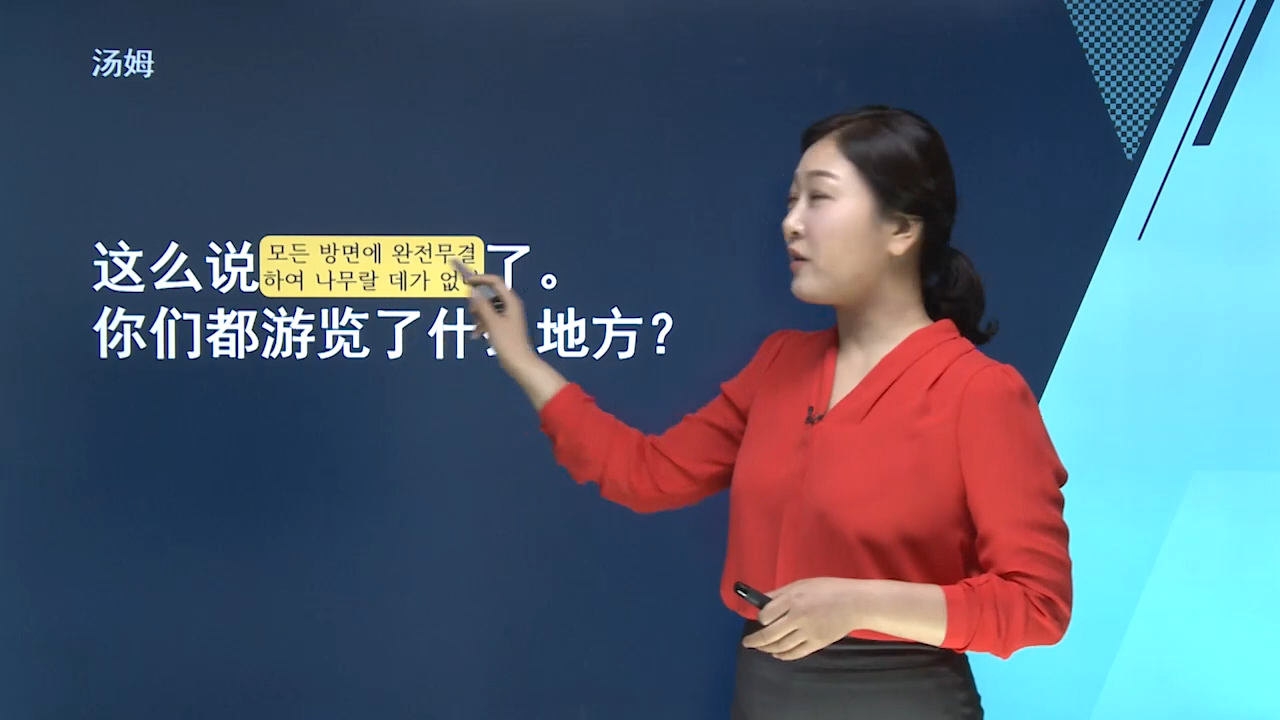 汤姆
这么说
모든 방면에 완전무결
하여 나무랄 데가 없
了。
你们都游览了什 地方?